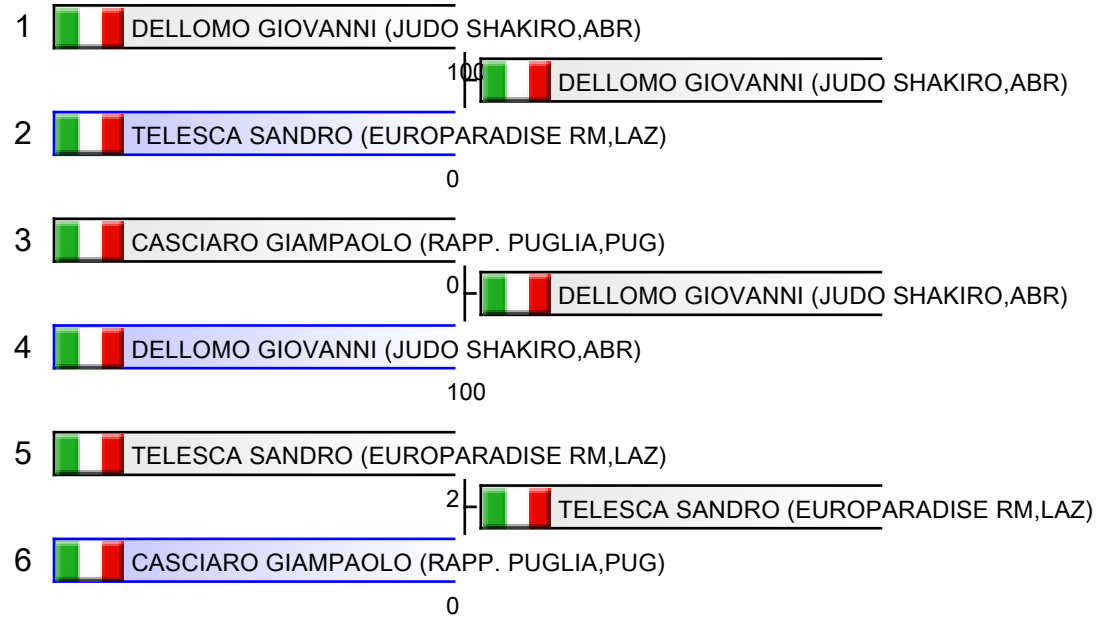 1 DELLOMO GIOVANNI (JUDO SHAKIRO,ABR)
100 DELLOMO GIOVANNI (JUDO SHAKIRO,ABR)
2 TELESCA SANDRO (EUROPARADISE RM,LAZ)
0
3 CASCIARO GIAMPAOLO (RAPP. PUGLIA,PUG)
0 DELLOMO GIOVANNI (JUDO SHAKIRO,ABR)
4 DELLOMO GIOVANNI (JUDO SHAKIRO,ABR)
100
5 TELESCA SANDRO (EUROPARADISE RM,LAZ)
2 TELESCA SANDRO (EUROPARADISE RM,LAZ)
6 CASCIARO GIAMPAOLO (RAPP. PUGLIA,PUG)
0